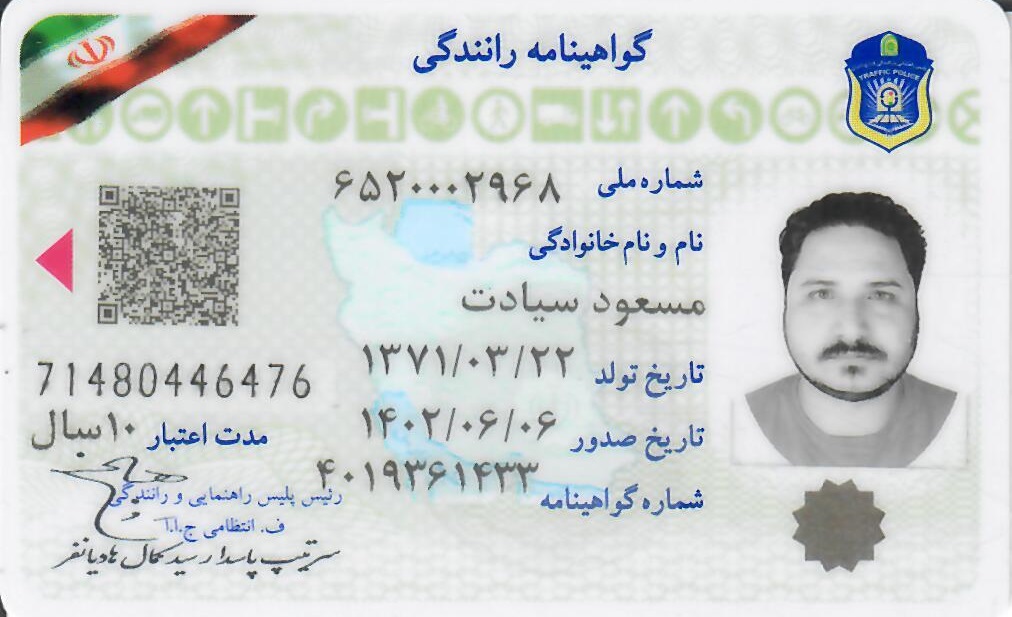 گواهینامه رانندگی
TRAFFIC POLICE
شماره ملی ۶۵۲۰۰۰۲۹۶۸
نام و نام خانوادگی
مسعود سیادت
تاریخ تولد ۱۳۷۱/۰۳/۲۲
تاریخ صدور ۱۴۰۲/۰۶/۰۶
شماره گواهینامه ۴۰۱۹۳۶۱۴۳۳
71480446476
مدت اعتبار ۱۰سال
رئیس پلیس راهنمایی و رانندگی
ف. انتظامی ج.ا.ا
سرتیپ پاسدار سید کمال هادیانفر